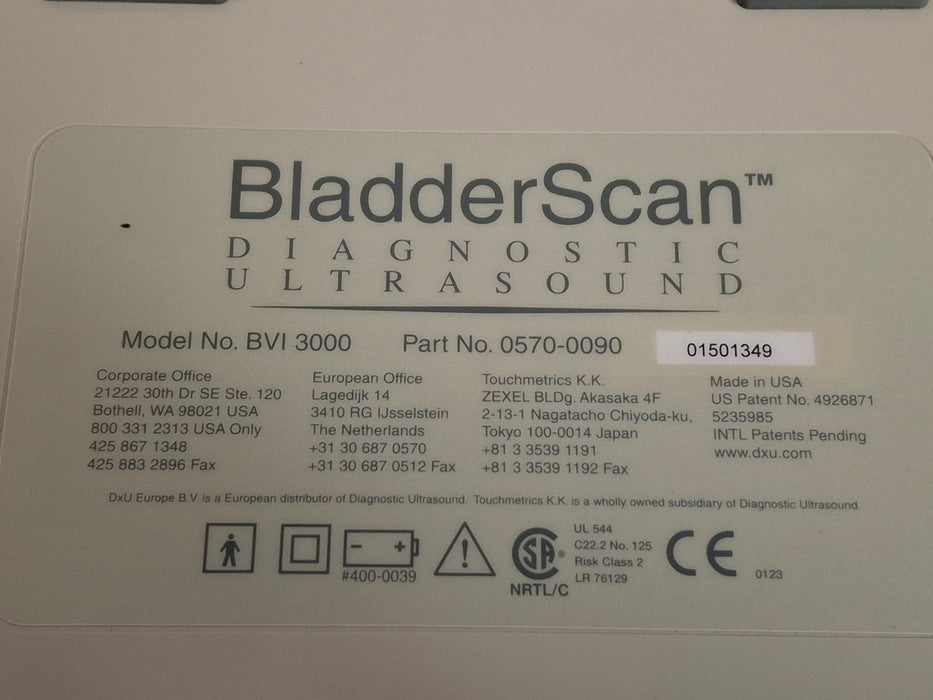 BladderScan™
DIAGNOSTIC
ULTRASOUND
Model No. BVI 3000 Part No. 0570-0090 01501349
Corporate Office
21222 30th Dr SE Ste. 120
Bothell, WA 98021 USA
800 331 2313 USA Only
425 867 1348
425 883 2896 Fax
European Office
Lagedijk 14
3410 RG IJsselstein
The Netherlands
+31 30 687 0570
+31 30 687 0512 Fax
Touchmetrics K.K.
ZEXEL BLDg. Akasaka 4F
2-13-1 Nagatacho Chiyoda-ku,
Tokyo 100-0014 Japan
+81 3 3539 1191
+81 3 3539 1192 Fax
Made in USA
US Patent No. 4926871
5235985
INTL Patents Pending
www.dxu.com
DxU Europe B.V. is a European distributor of Diagnostic Ultrasound. Touchmetrics K.K. is a wholly owned subsidiary of Diagnostic Ultrasound.
#400-0039
SA®
NRTL/C
UL 544
C22.2 No. 125
Risk Class 2
LR 76129
CE
0123